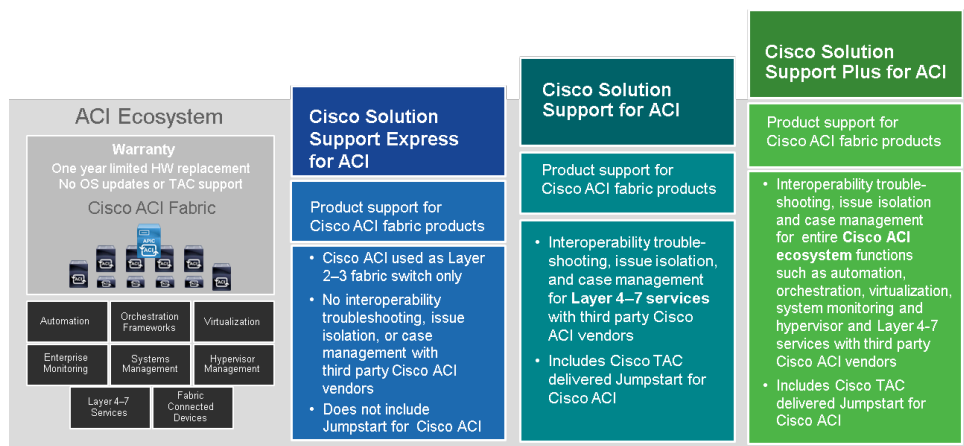 ACI Ecosystem
Warranty
One year limited HW replacement
No OS updates or TAC support
Cisco ACI Fabric
APIC
ACI
Automation
Orchestration
Frameworks
Virtualization
Enterprise
Monitoring
Systems
Management
Hypervisor
Management
Layer 4–7
Services
Fabric
Connected
Devices
Cisco Solution
Support Express
for ACI
Product support for
Cisco ACI fabric products
• Cisco ACI used as Layer
2–3 fabric switch only
• No interoperability
troubleshooting, issue
isolation, or case
management with
third party Cisco ACI
vendors
• Does not include
Jumpstart for Cisco ACI
Cisco Solution
Support for ACI
Product support for
Cisco ACI fabric products
• Interoperability trouble-
shooting, issue isolation,
and case management
for Layer 4–7 services
with third party Cisco
ACI vendors
• Includes Cisco TAC
delivered Jumpstart for
Cisco ACI
Cisco Solution
Support Plus for ACI
Product support for
Cisco ACI fabric products
• Interoperability trouble-
shooting, issue isolation
and case management
for entire Cisco ACI
ecosystem functions
such as automation,
orchestration, virtualization,
system monitoring and
hypervisor and Layer 4-7
services with third party
Cisco ACI vendors
• Includes Cisco TAC
delivered Jumpstart for
Cisco ACI